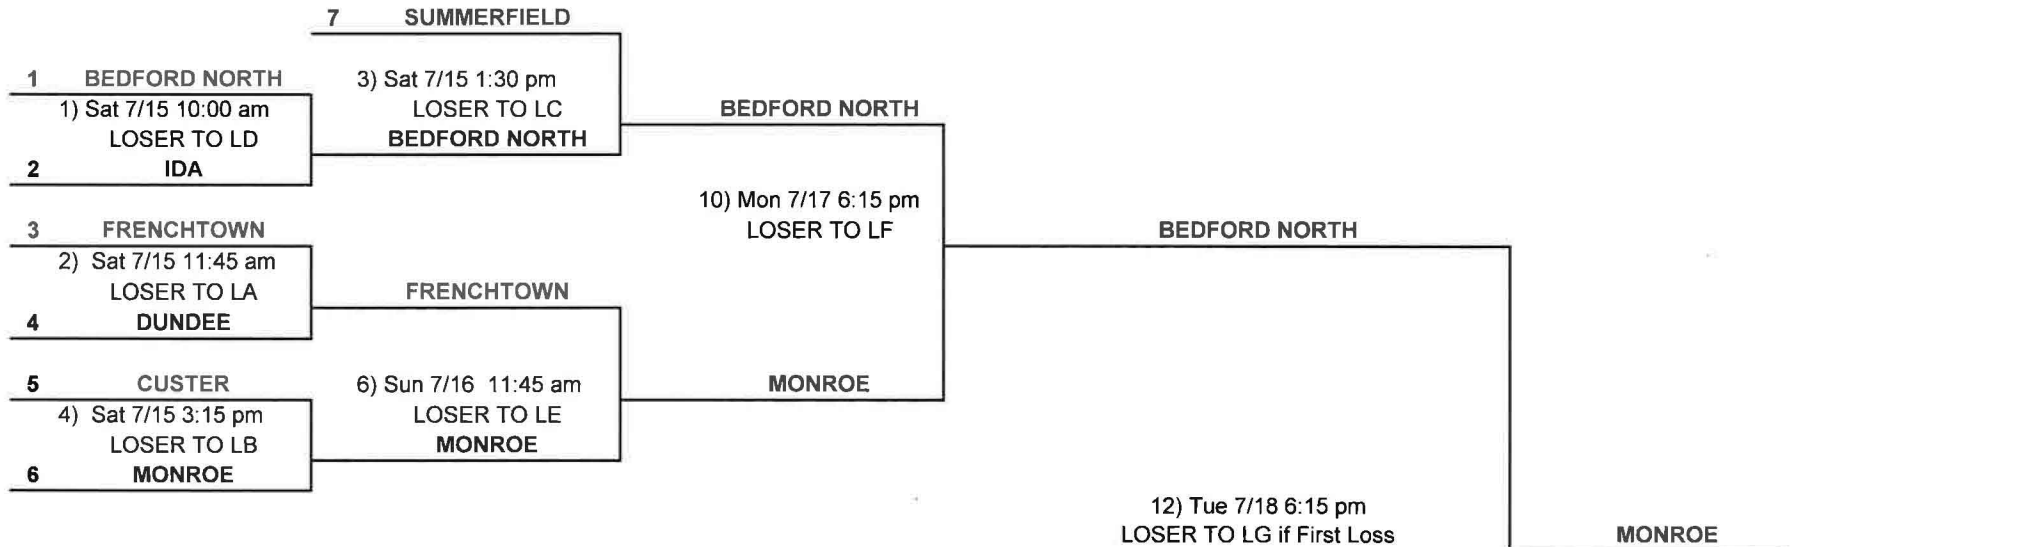 7 SUMMERFIELD
1 BEDFORD NORTH
3) Sat 7/15 1:30 pm
1) Sat 7/15 10:00 am
LOSER TO LC
BEDFORD NORTH
LOSER TO LD
BEDFORD NORTH
2 IDA
10) Mon 7/17 6:15 pm
3 FRENCHTOWN
LOSER TO LF
BEDFORD NORTH
2) Sat 7/15 11:45 am
LOSER TO LA
FRENCHTOWN
4 DUNDEE
5 CUSTER
6) Sun 7/16 11:45 am
MONROE
4) Sat 7/15 3:15 pm
LOSER TO LE
LOSER TO LB
MONROE
6 MONROE
12) Tue 7/18 6:15 pm
LOSER TO LG if First Loss
MONROE